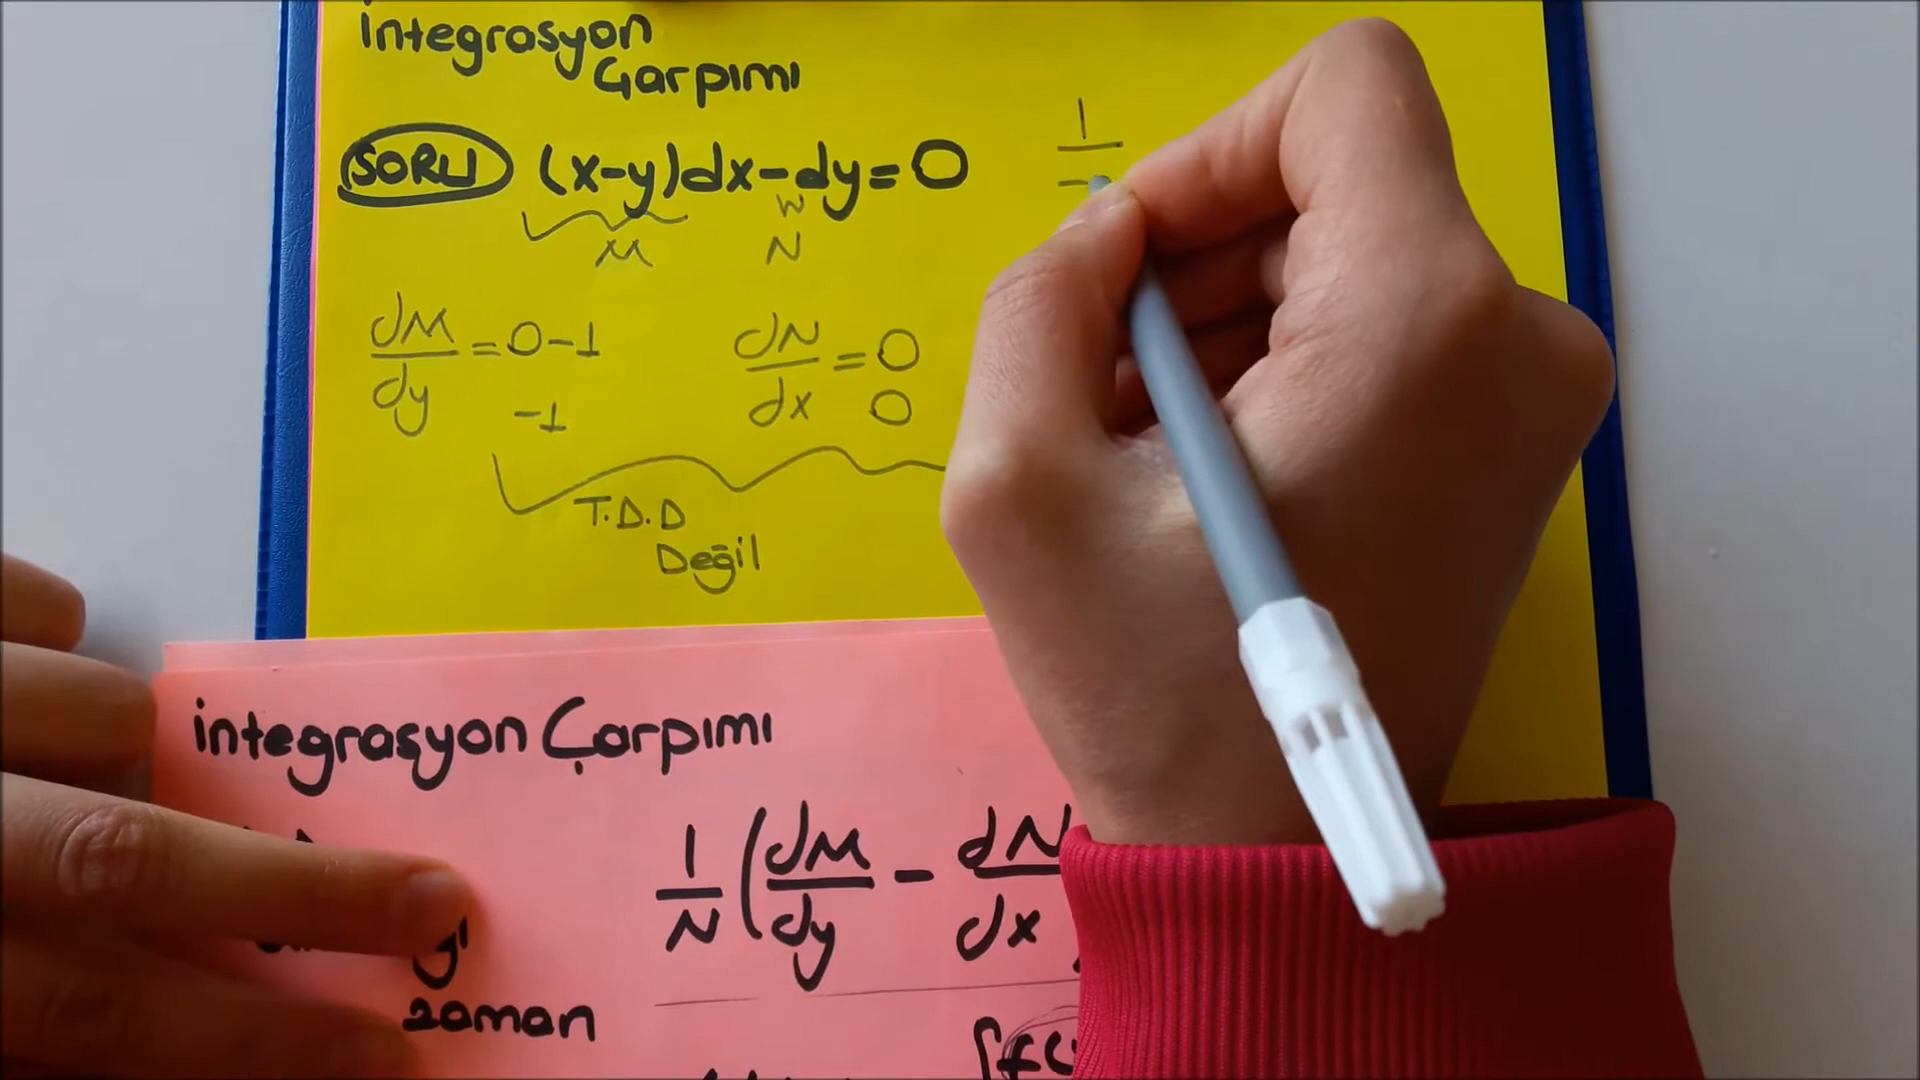 integrasyon
Çarpımı
SORU (x-y)dx-dy=0
M N
dM/dy = 0-1 dN/dx = 0
-1 0
T.D.D
Değil
1/-
integrasyon Çarpımı
1/N (dM/dy - dN/dx
zaman